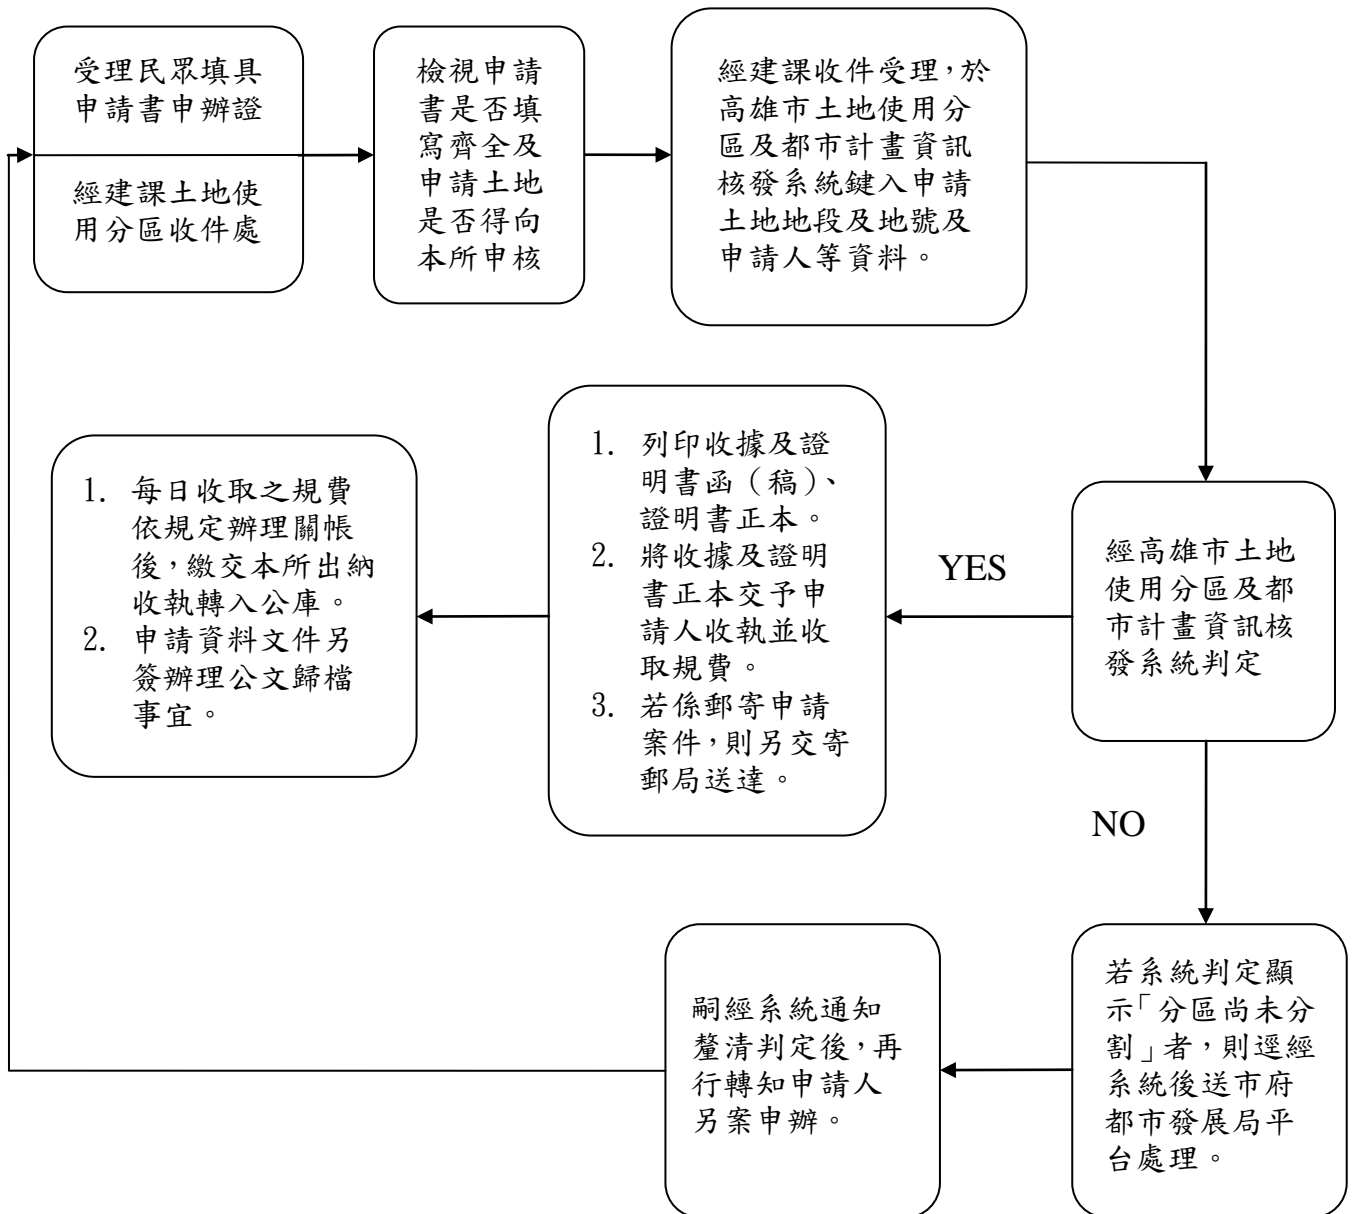 受理民眾填具
申請書申辦證
經建課土地使
用分區收件處
檢視申請
書是否填
寫齊全及
申請土地
是否得向
本所申核
經建課收件受理，於
高雄市土地使用分
區及都市計畫資訊
核發系統鍵入申請
土地地段及地號及
申請人等資料。
經高雄市土地
使用分區及都
市計畫資訊核
發系統判定
YES
1. 列印收據及證
明書函（稿）、
證明書正本。
2. 將收據及證明
書正本交予申
請人收執並收
取規費。
3. 若係郵寄申請
案件，則另交寄
郵局送達。
1. 每日收取之規費
依規定辦理關帳
後，繳交本所出納
收執轉入公庫。
2. 申請資料文件另
簽辦理公文歸檔
事宜。
NO
若系統判定顯
示「分區尚未分
割」者，則逕經
系統後送市府
都市發展局平
台處理。
嗣經系統通知
釐清判定後，再
行轉知申請人
另案申辦。